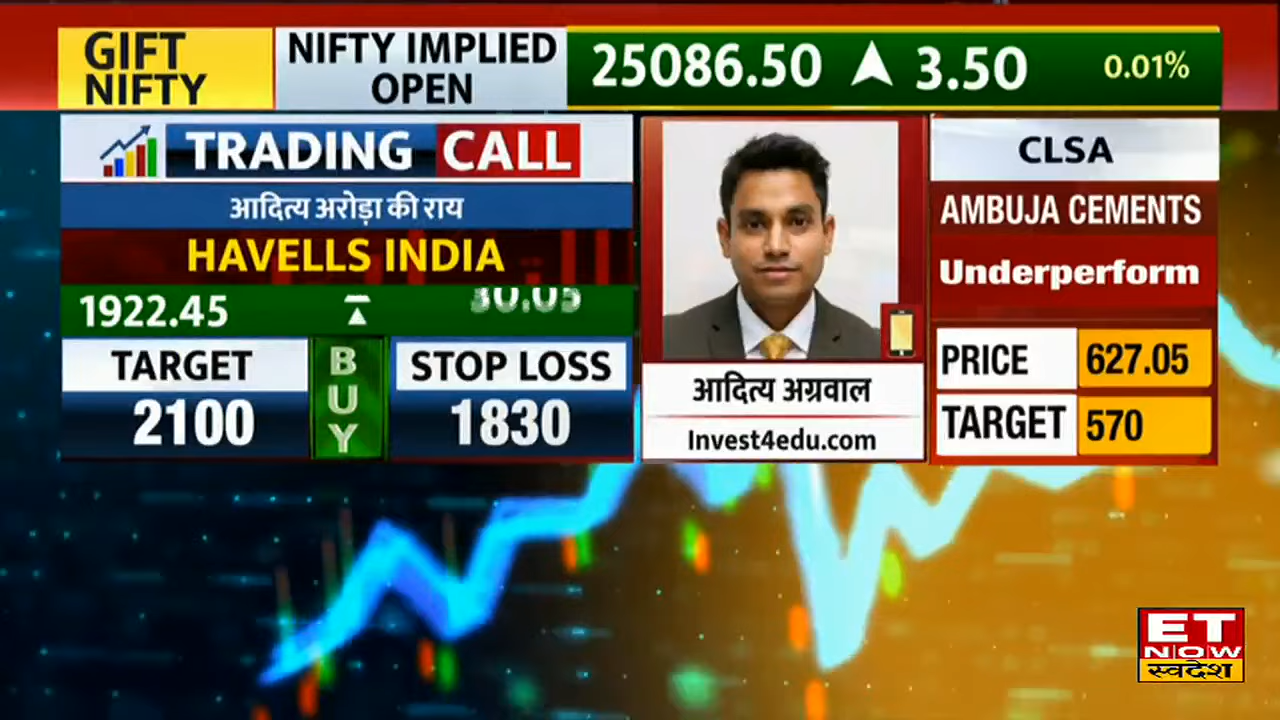 GIFT
NIFTY
NIFTY IMPLIED
OPEN
25086.50 ▲ 3.50 0.01%
TRADING CALL
आदित्य अरोड़ा की राय
HAVELLS INDIA
1922.45
TARGET
2100
BUY
STOP LOSS
1830
आदित्य अग्रवाल
Invest4edu.com
CLSA
AMBUJA CEMENTS
Underperform
PRICE 627.05
TARGET 570
ET
NOW
स्वदेश